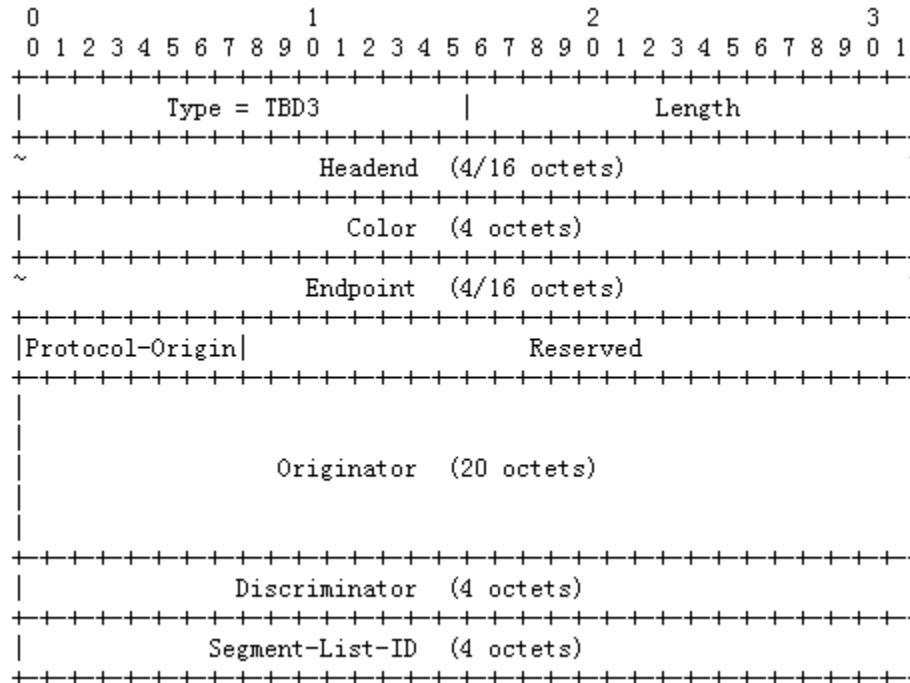 0                   1                   2                   3
0 1 2 3 4 5 6 7 8 9 0 1 2 3 4 5 6 7 8 9 0 1 2 3 4 5 6 7 8 9 0 1
+-+-+-+-+-+-+-+-+-+-+-+-+-+-+-+-+-+-+-+-+-+-+-+-+-+-+-+-+-+-+-+-
|          Type = TBD3          |             Length
+-+-+-+-+-+-+-+-+-+-+-+-+-+-+-+-+-+-+-+-+-+-+-+-+-+-+-+-+-+-+-+-
~                     Headend  (4/16 octets)
+-+-+-+-+-+-+-+-+-+-+-+-+-+-+-+-+-+-+-+-+-+-+-+-+-+-+-+-+-+-+-+-
|                       Color  (4 octets)
+-+-+-+-+-+-+-+-+-+-+-+-+-+-+-+-+-+-+-+-+-+-+-+-+-+-+-+-+-+-+-+-
~                    Endpoint  (4/16 octets)
+-+-+-+-+-+-+-+-+-+-+-+-+-+-+-+-+-+-+-+-+-+-+-+-+-+-+-+-+-+-+-+-
|Protocol-Origin|                    Reserved
+-+-+-+-+-+-+-+-+-+-+-+-+-+-+-+-+-+-+-+-+-+-+-+-+-+-+-+-+-+-+-+-
|
|
|                  Originator  (20 octets)
|
|
+-+-+-+-+-+-+-+-+-+-+-+-+-+-+-+-+-+-+-+-+-+-+-+-+-+-+-+-+-+-+-+-
|               Discriminator  (4 octets)
+-+-+-+-+-+-+-+-+-+-+-+-+-+-+-+-+-+-+-+-+-+-+-+-+-+-+-+-+-+-+-+-
|             Segment-List-ID  (4 octets)
+-+-+-+-+-+-+-+-+-+-+-+-+-+-+-+-+-+-+-+-+-+-+-+-+-+-+-+-+-+-+-+-